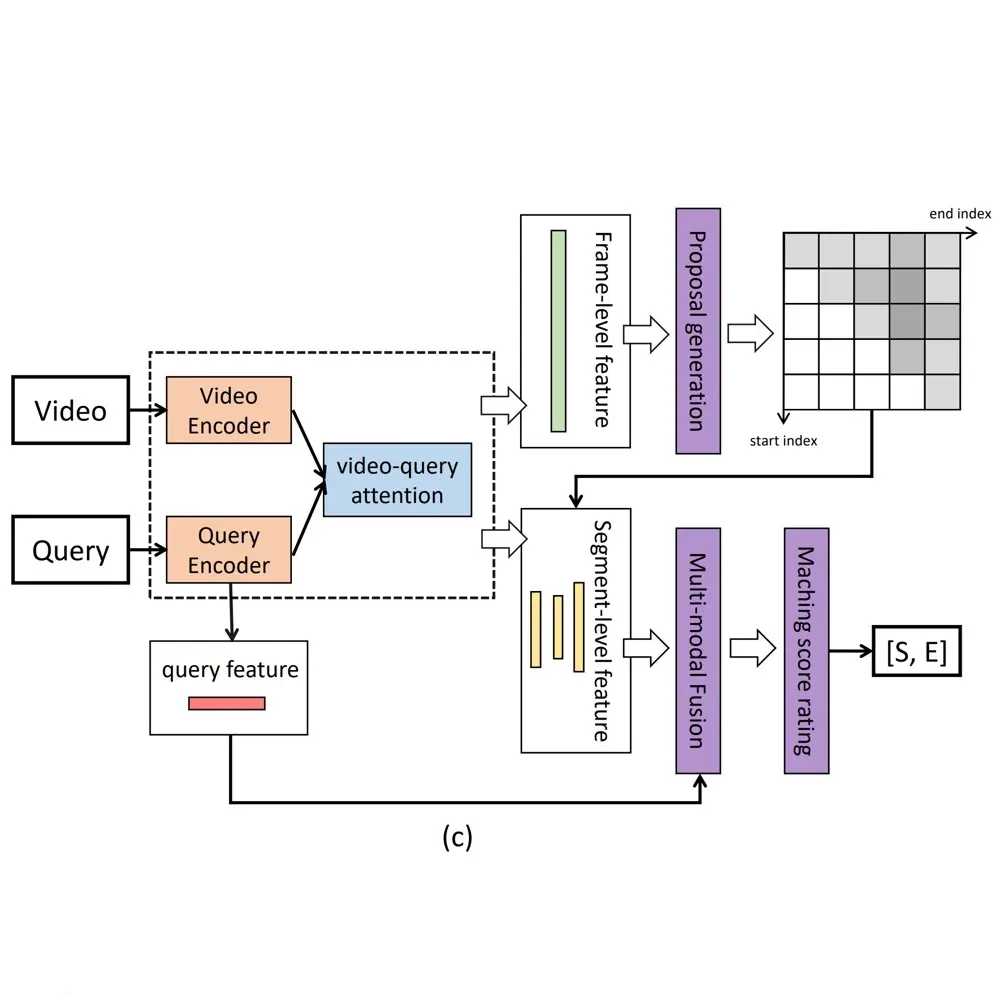 end index
Frame-level feature
Proposal generation
start index
Video
Video
Encoder
video-query
attention
Query
Query
Encoder
query feature
Segment-level feature
Multi-modal Fusion
Maching score rating
[S, E]
(c)